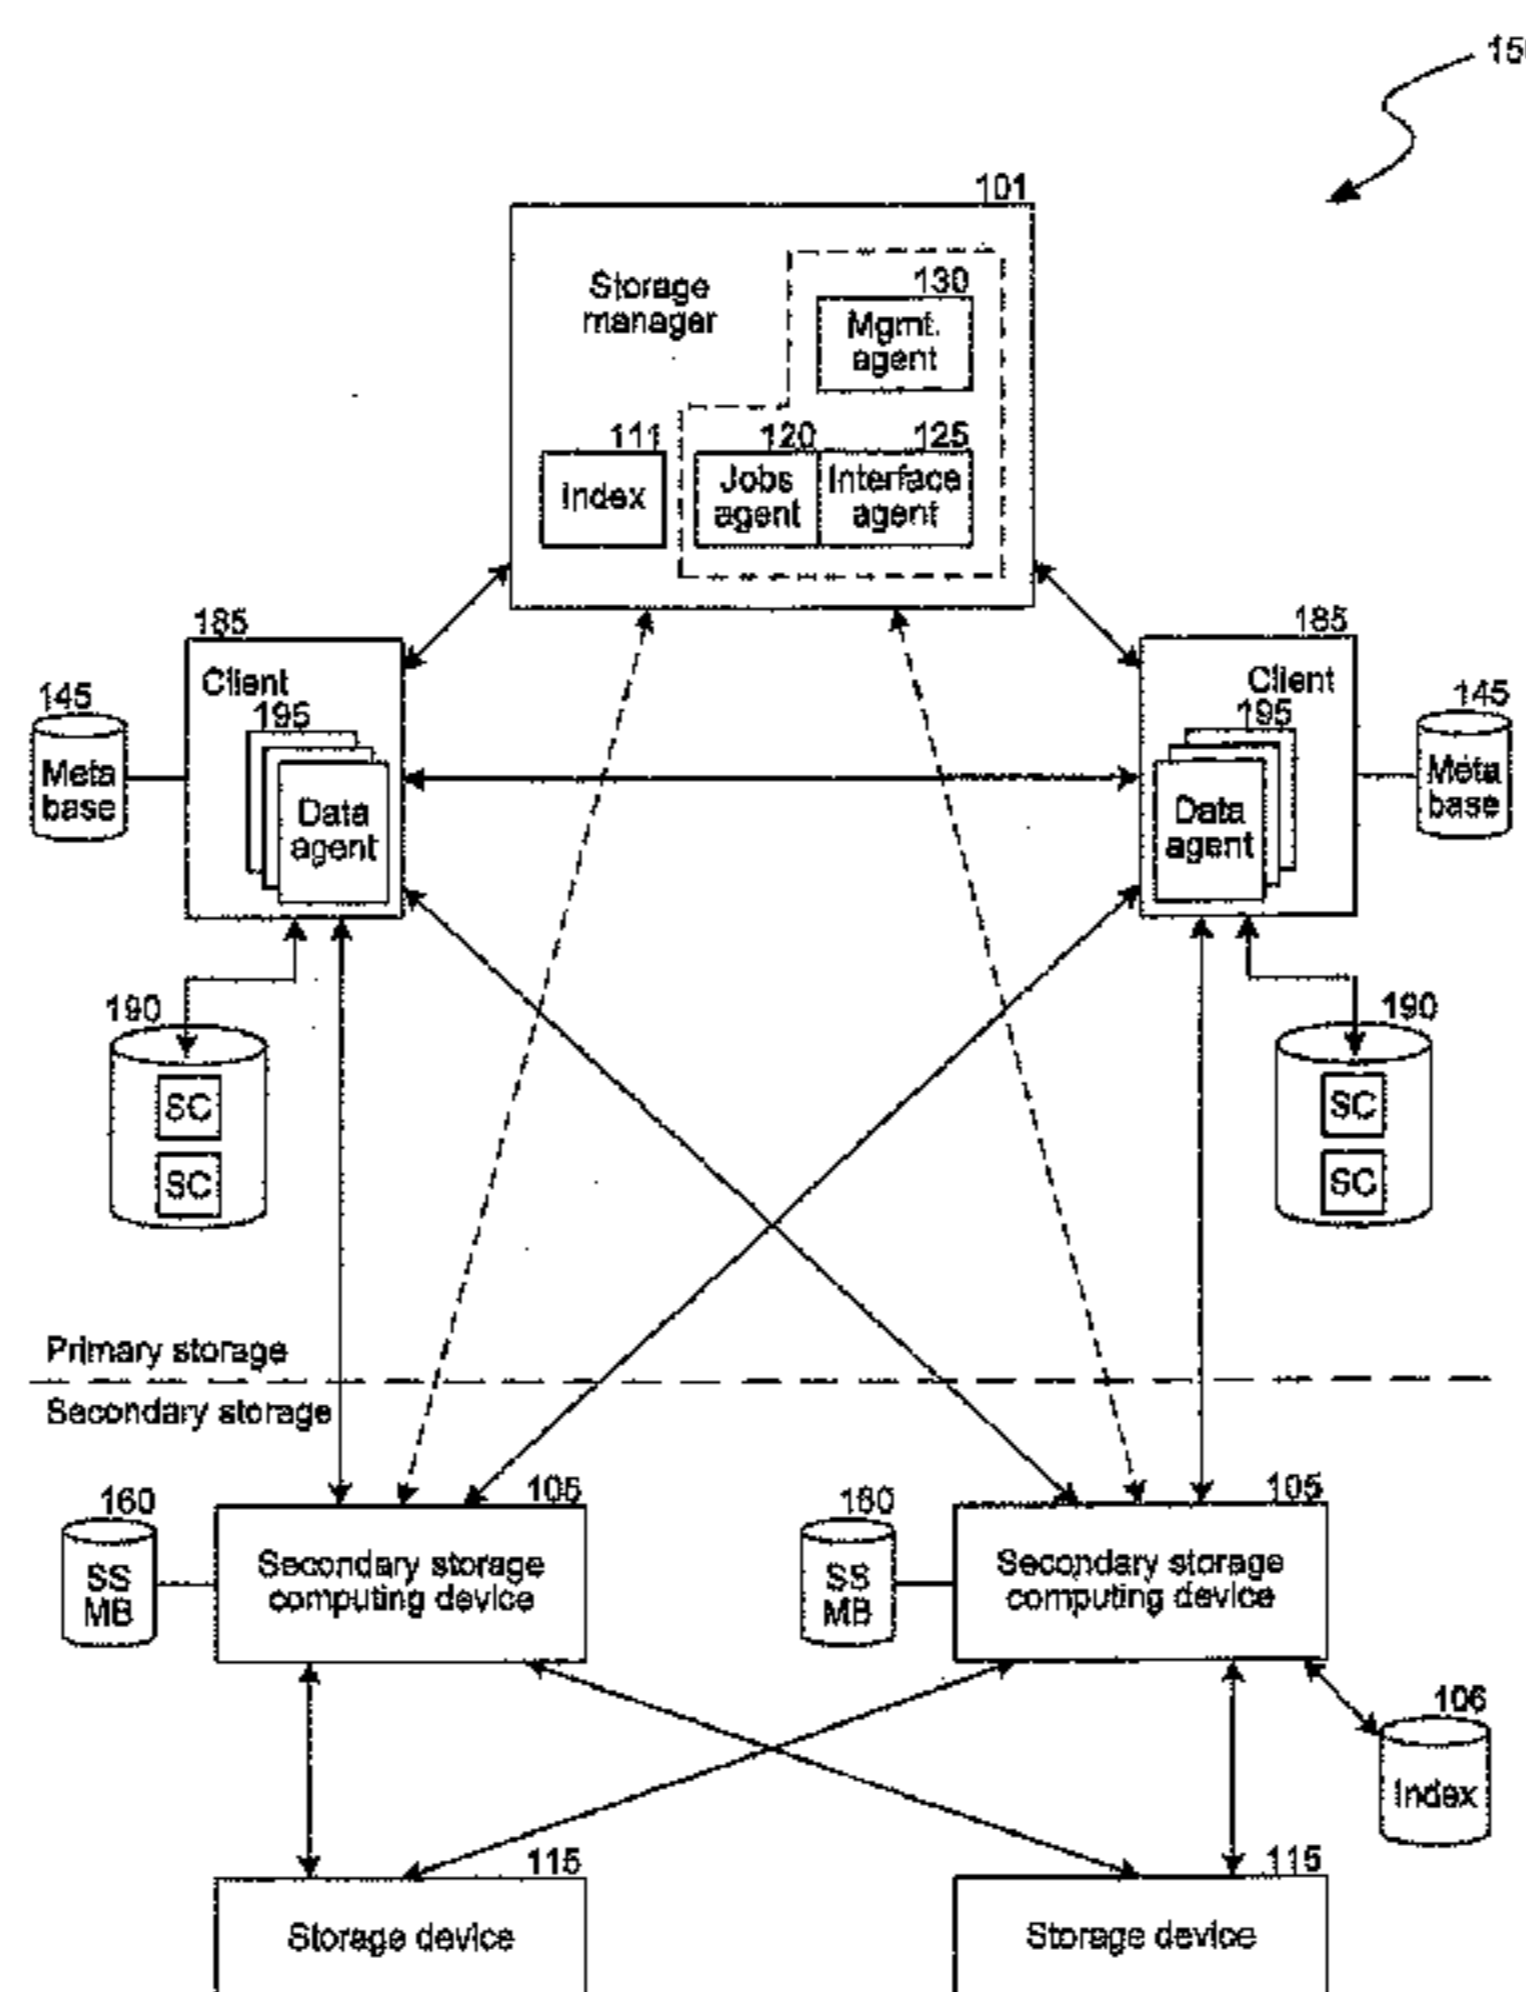 101
Storage
manager
130
Mgmt.
agent
111
Index
120
Jobs
agent
125
Interface
agent
185
Client
195
Data
agent
145
Meta
base
185
Client
195
Data
agent
145
Meta
base
190
SC
SC
190
SC
SC
Primary storage
Secondary storage
160
SS
MB
105
Secondary storage
computing device
160
SS
MB
105
Secondary storage
computing device
106
Index
115
Storage device
115
Storage device